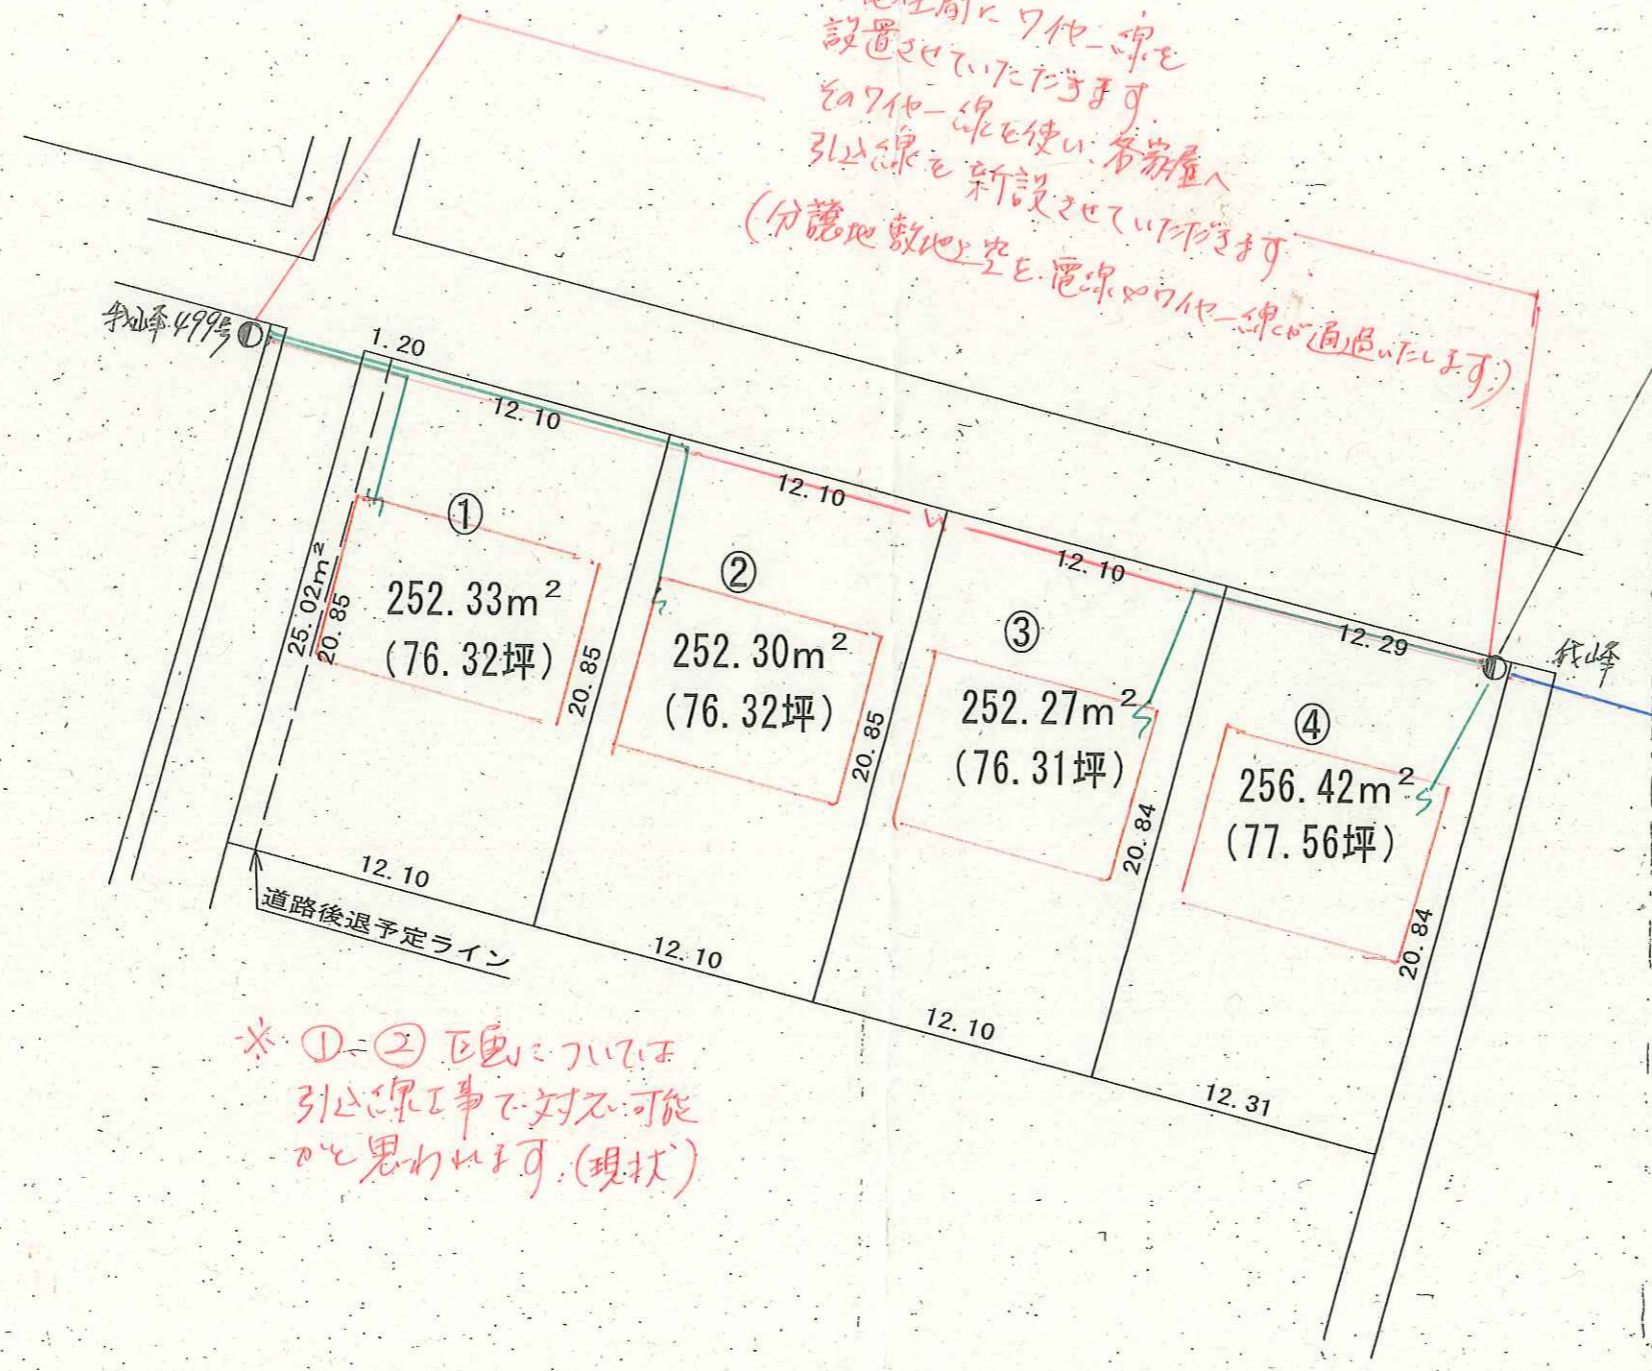 設置させていただきます
そのワイヤー線を使い、各家屋へ
引込線を新設させていただきます.
(分譲地敷地上空を、電線やワイヤー線が通過いたします)
499号
1.20
12.10
12.10
12.10
12.29
①
252.33m²
(76.32坪)
②
252.30m²
(76.32坪)
③
252.27m²
(76.31坪)
④
256.42m²
(77.56坪)
25.02m²
20.85
20.85
20.85
20.84
20.84
12.10
12.10
12.10
12.31
道路後退予定ライン
※ ①=② 区画については
引込線工事で対応可能
かと思われます.(現状)